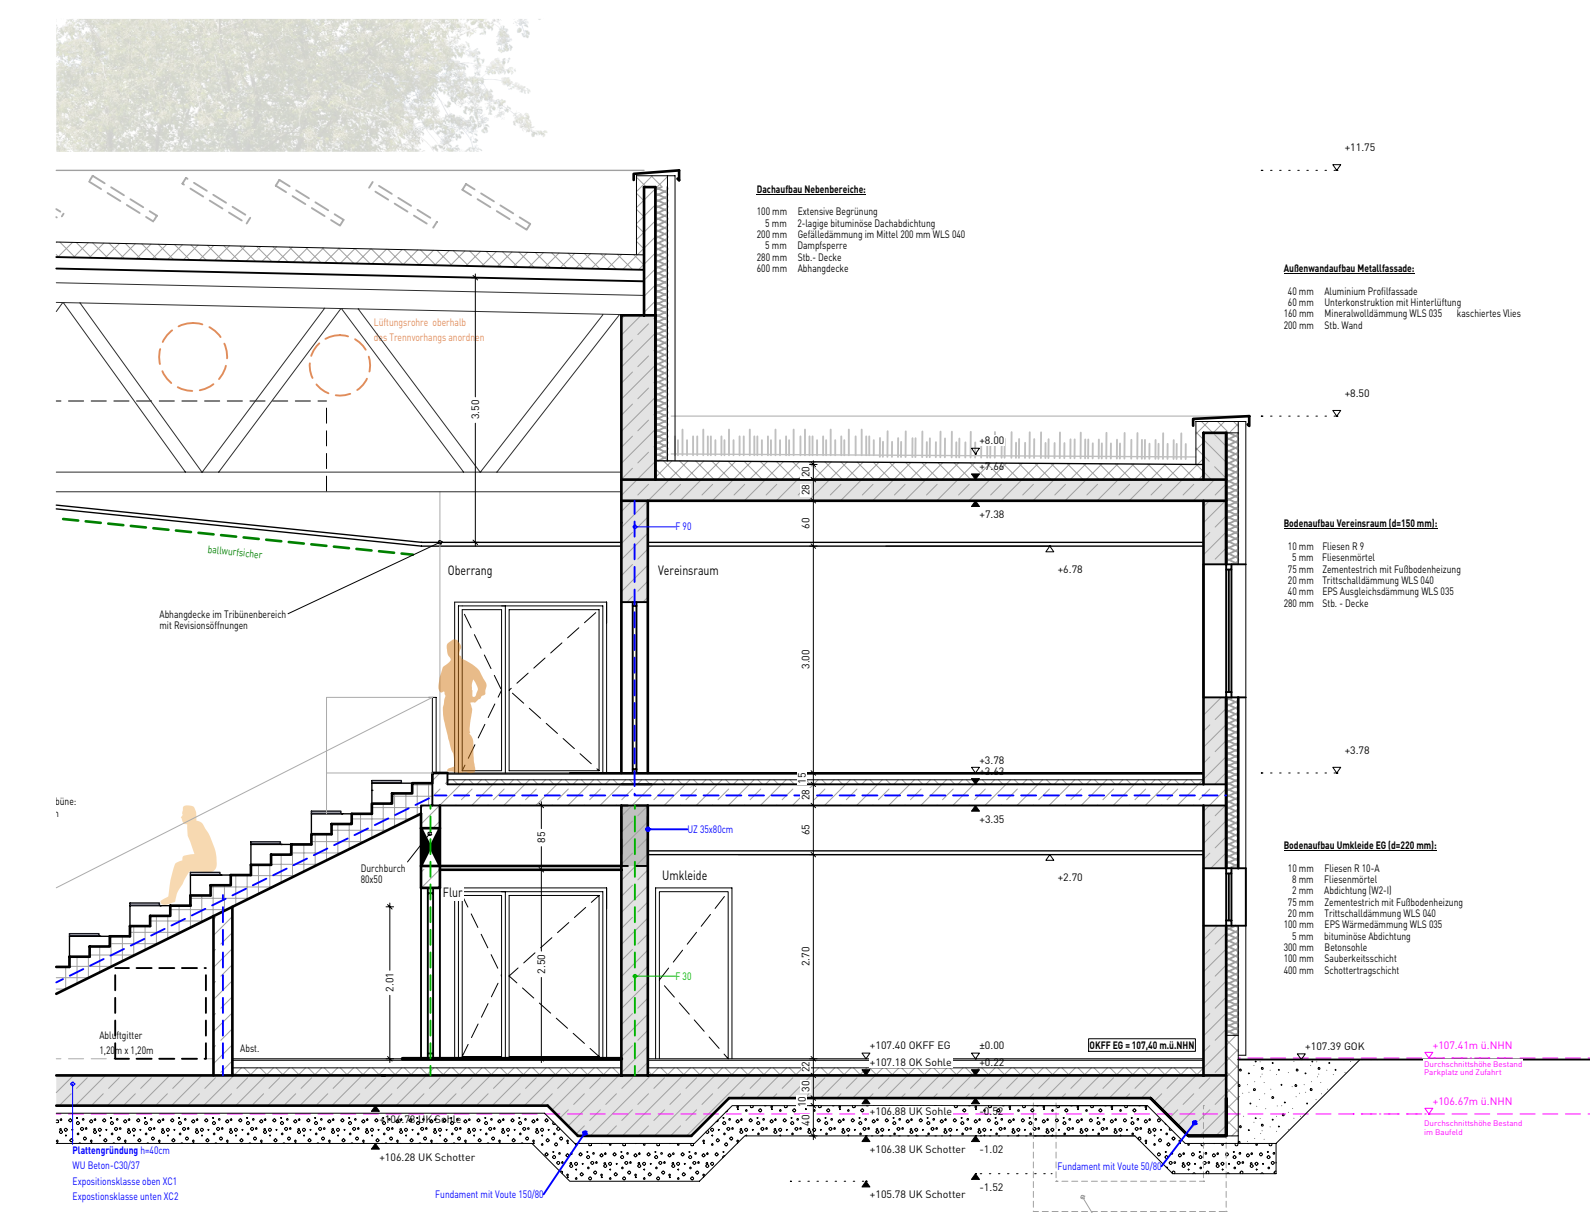 +11.75
Dachaufbau Nebenbereiche:
100 mm Extensive Begrünung
5 mm 2-lagige bituminöse Dachabdichtung
200 mm Gefälledämmung im Mittel 200 mm WLS 040
5 mm Dampfsperre
280 mm Stb.- Decke
600 mm Abhangdecke
Außenwandaufbau Metallfassade:
40 mm Aluminium Profilfassade
60 mm Unterkonstruktion mit Hinterlüftung
160 mm Mineralwolldämmung WLS 035 kaschiertes Vlies
200 mm Stb. Wand
Lüftungsrohre oberhalb
des Trennvorhangs anordnen
3.50
+8.50
+8.00
+7.66
20
28
+7.38
60
F 90
ballwurfsicher
Oberrang
Vereinsraum
+6.78
Bodenaufbau Vereinsraum (d=150 mm):
10 mm Fliesen R 9
5 mm Fliesenmörtel
75 mm Zementestrich mit Fußbodenheizung
20 mm Trittschalldämmung WLS 040
40 mm EPS Ausgleichsdämmung WLS 035
280 mm Stb. - Decke
Abhangdecke im Tribünenbereich
mit Revisionsöffnungen
3.00
+3.78
+3.63
+3.78
15
28
büne:
+3.35
65
85
UZ 35x80cm
Durchburch
80x50
Flur
Umkleide
+2.70
Bodenaufbau Umkleide EG (d=220 mm):
10 mm Fliesen R 10-A
8 mm Fliesenmörtel
2 mm Abdichtung (W2-I)
75 mm Zementestrich mit Fußbodenheizung
20 mm Trittschalldämmung WLS 040
100 mm EPS Wärmedämmung WLS 035
5 mm bituminöse Abdichtung
300 mm Betonsohle
100 mm Sauberkeitsschicht
400 mm Schottertragschicht
2.01
2.50
2.70
F 30
Abluftgitter
1,20m x 1,20m
Abst.
+107.40 OKFF EG ±0.00
OKFF EG = 107,40 m.ü.NHN
+107.39 GOK
+107.41m ü.NHN
Durchschnittshöhe Bestand
Parkplatz und Zufahrt
22
+107.18 OK Sohle +0.22
30
10
40
+106.78 UK Sohle
+106.88 UK Sohle -0.52
+106.67m ü.NHN
Durchschnittshöhe Bestand
im Baufeld
+106.28 UK Schotter
+106.38 UK Schotter -1.02
Plattengründung h=40cm
WU Beton-C30/37
Expositionsklasse oben XC1
Expostionsklasse unten XC2
Fundament mit Voute 150/80
Fundament mit Voute 50/80
-1.52
+105.78 UK Schotter